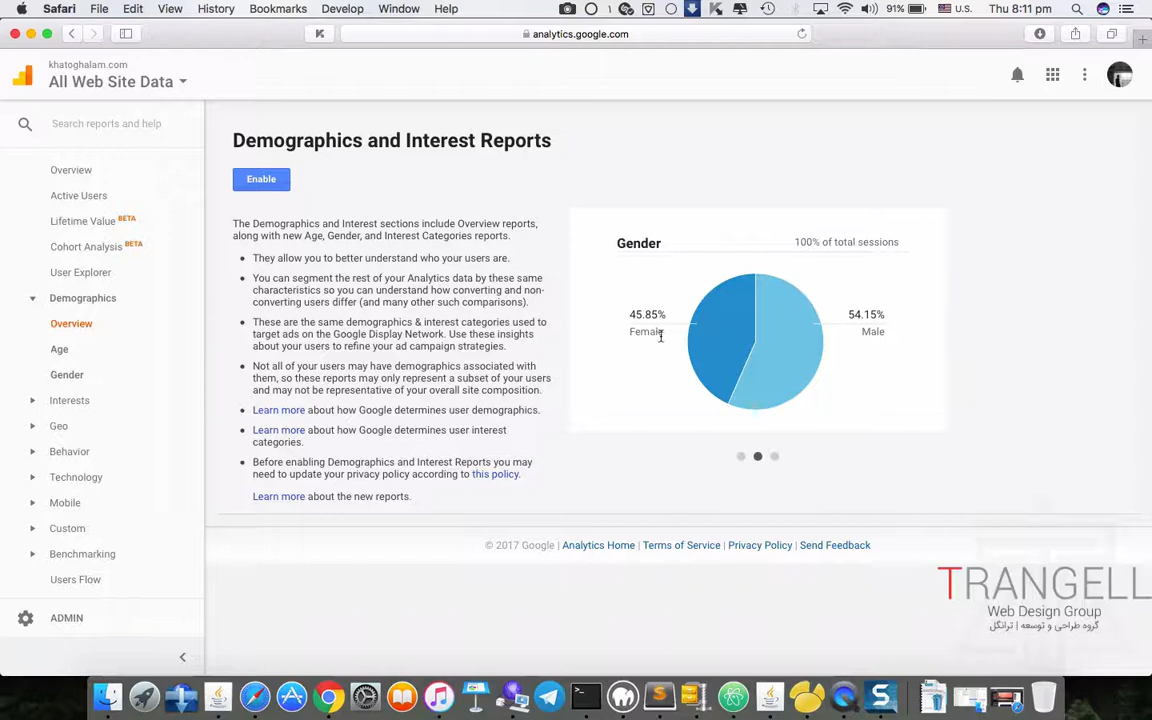 Safari File Edit View History Bookmarks Develop Window Help 91% U.S. Thu 8:11 pm
analytics.google.com
khatoghalam.com
All Web Site Data
Search reports and help
Overview
Active Users
Lifetime Value BETA
Cohort Analysis BETA
User Explorer
Demographics
Overview
Age
Gender
Interests
Geo
Behavior
Technology
Mobile
Custom
Benchmarking
Users Flow
ADMIN
Demographics and Interest Reports
Enable
The Demographics and Interest sections include Overview reports,
along with new Age, Gender, and Interest Categories reports.
They allow you to better understand who your users are.
You can segment the rest of your Analytics data by these same
characteristics so you can understand how converting and non-
converting users differ (and many other such comparisons).
These are the same demographics & interest categories used to
target ads on the Google Display Network. Use these insights
about your users to refine your ad campaign strategies.
Not all of your users may have demographics associated with
them, so these reports may only represent a subset of your users
and may not be representative of your overall site composition.
Learn more about how Google determines user demographics.
Learn more about how Google determines user interest
categories.
Before enabling Demographics and Interest Reports you may
need to update your privacy policy according to this policy.
Learn more about the new reports.
Gender 100% of total sessions
45.85% 54.15%
Female Male
© 2017 Google | Analytics Home | Terms of Service | Privacy Policy | Send Feedback
TRANGELL
Web Design Group
گروه طراحی و توسعه | ترانگل